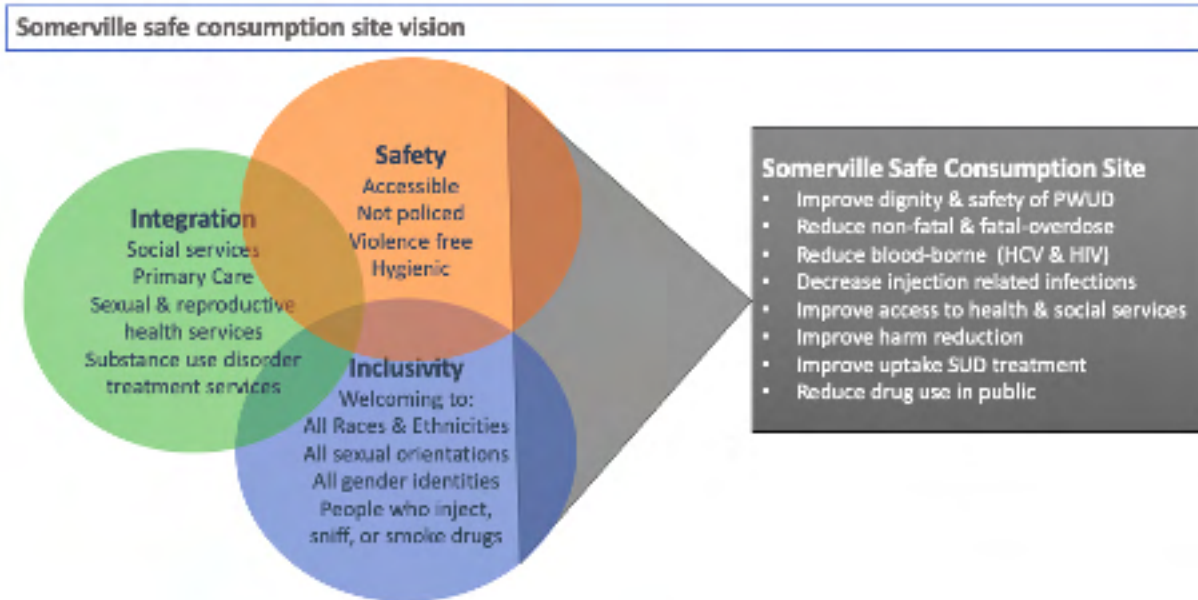 Somerville safe consumption site vision
Safety
Accessible
Not policed
Violence free
Hygienic
Integration
Social services
Primary Care
Sexual & reproductive
health services
Substance use disorder
treatment services
Inclusivity
Welcoming to:
All Races & Ethnicities
All sexual orientations
All gender identities
People who inject,
sniff, or smoke drugs
Somerville Safe Consumption Site
• Improve dignity & safety of PWUD
• Reduce non-fatal & fatal-overdose
• Reduce blood-borne (HCV & HIV)
• Decrease injection related infections
• Improve access to health & social services
• Improve harm reduction
• Improve uptake SUD treatment
• Reduce drug use in public